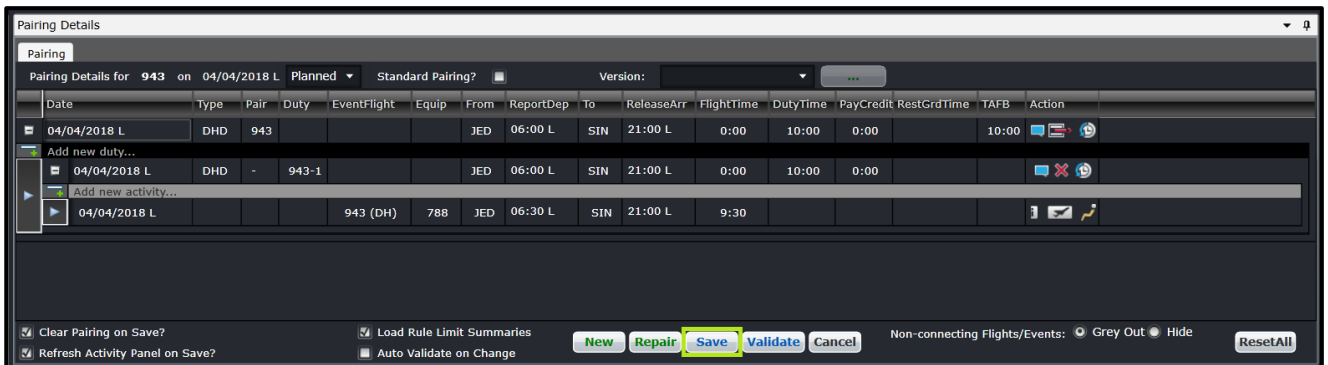 Pairing Details
Pairing
Pairing Details for 943 on 04/04/2018 L Planned Standard Pairing? Version: ...
Date Type Pair Duty EventFlight Equip From ReportDep To ReleaseArr FlightTime DutyTime PayCredit RestGrdTime TAFB Action
04/04/2018 L DHD 943 JED 06:00 L SIN 21:00 L 0:00 10:00 0:00 10:00
Add new duty...
04/04/2018 L DHD - 943-1 JED 06:00 L SIN 21:00 L 0:00 10:00 0:00
Add new activity...
04/04/2018 L 943 (DH) 788 JED 06:30 L SIN 21:00 L 9:30
Clear Pairing on Save? Load Rule Limit Summaries New Repair Save Validate Cancel Non-connecting Flights/Events: Grey Out Hide ResetAll
Refresh Activity Panel on Save? Auto Validate on Change